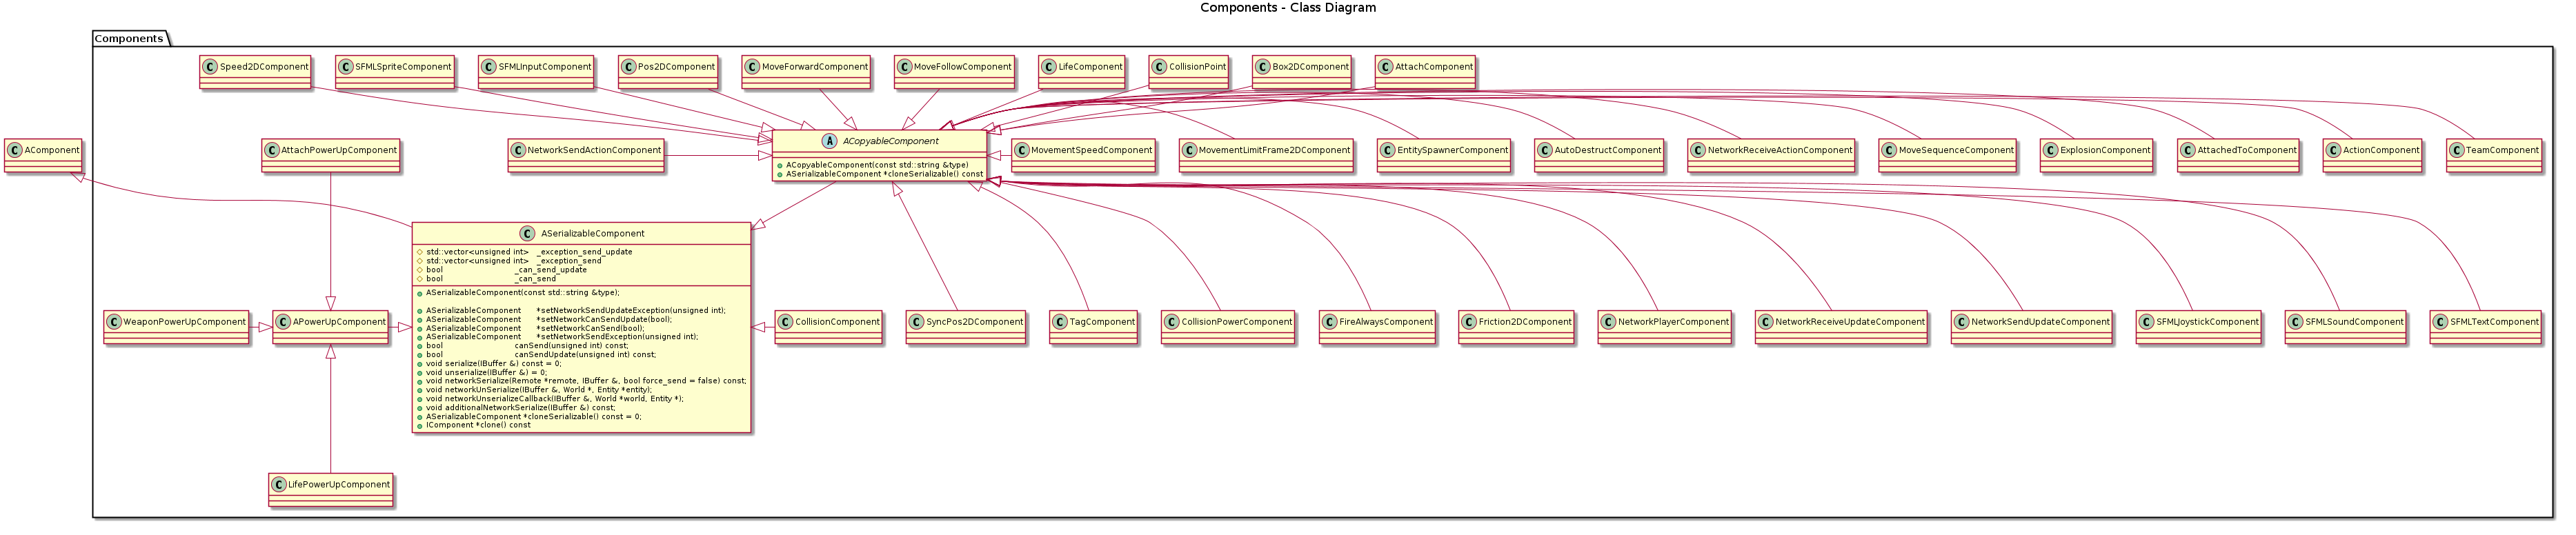 Components - Class Diagram
Components
C Speed2DComponent
C SFMLSpriteComponent
C SFMLInputComponent
C Pos2DComponent
C MoveForwardComponent
C MoveFollowComponent
C LifeComponent
C CollisionPoint
C Box2DComponent
C AttachComponent
C AComponent
C AttachPowerUpComponent
C NetworkSendActionComponent
A ACopyableComponent
ACopyableComponent(const std::string &type)
ASerializableComponent *cloneSerializable() const
C MovementSpeedComponent
C MovementLimitFrame2DComponent
C EntitySpawnerComponent
C AutoDestructComponent
C NetworkReceiveActionComponent
C MoveSequenceComponent
C ExplosionComponent
C AttachedToComponent
C ActionComponent
C TeamComponent
C ASerializableComponent
std::vector<unsigned int> _exception_send_update
std::vector<unsigned int> _exception_send
bool _can_send_update
bool _can_send
ASerializableComponent(const std::string &type);
ASerializableComponent *setNetworkSendUpdateException(unsigned int);
ASerializableComponent *setNetworkCanSendUpdate(bool);
ASerializableComponent *setNetworkCanSend(bool);
ASerializableComponent *setNetworkSendException(unsigned int);
bool canSend(unsigned int) const;
bool canSendUpdate(unsigned int) const;
void serialize(IBuffer &) const = 0;
void unserialize(IBuffer &) = 0;
void networkSerialize(Remote *remote, IBuffer &, bool force_send = false) const;
void networkUnSerialize(IBuffer &, World *, Entity *entity);
void networkUnserializeCallback(IBuffer &, World *world, Entity *);
void additionalNetworkSerialize(IBuffer &) const;
ASerializableComponent *cloneSerializable() const = 0;
IComponent *clone() const
C WeaponPowerUpComponent
C APowerUpComponent
C CollisionComponent
C SyncPos2DComponent
C TagComponent
C CollisionPowerComponent
C FireAlwaysComponent
C Friction2DComponent
C NetworkPlayerComponent
C NetworkReceiveUpdateComponent
C NetworkSendUpdateComponent
C SFMLJoystickComponent
C SFMLSoundComponent
C SFMLTextComponent
C LifePowerUpComponent